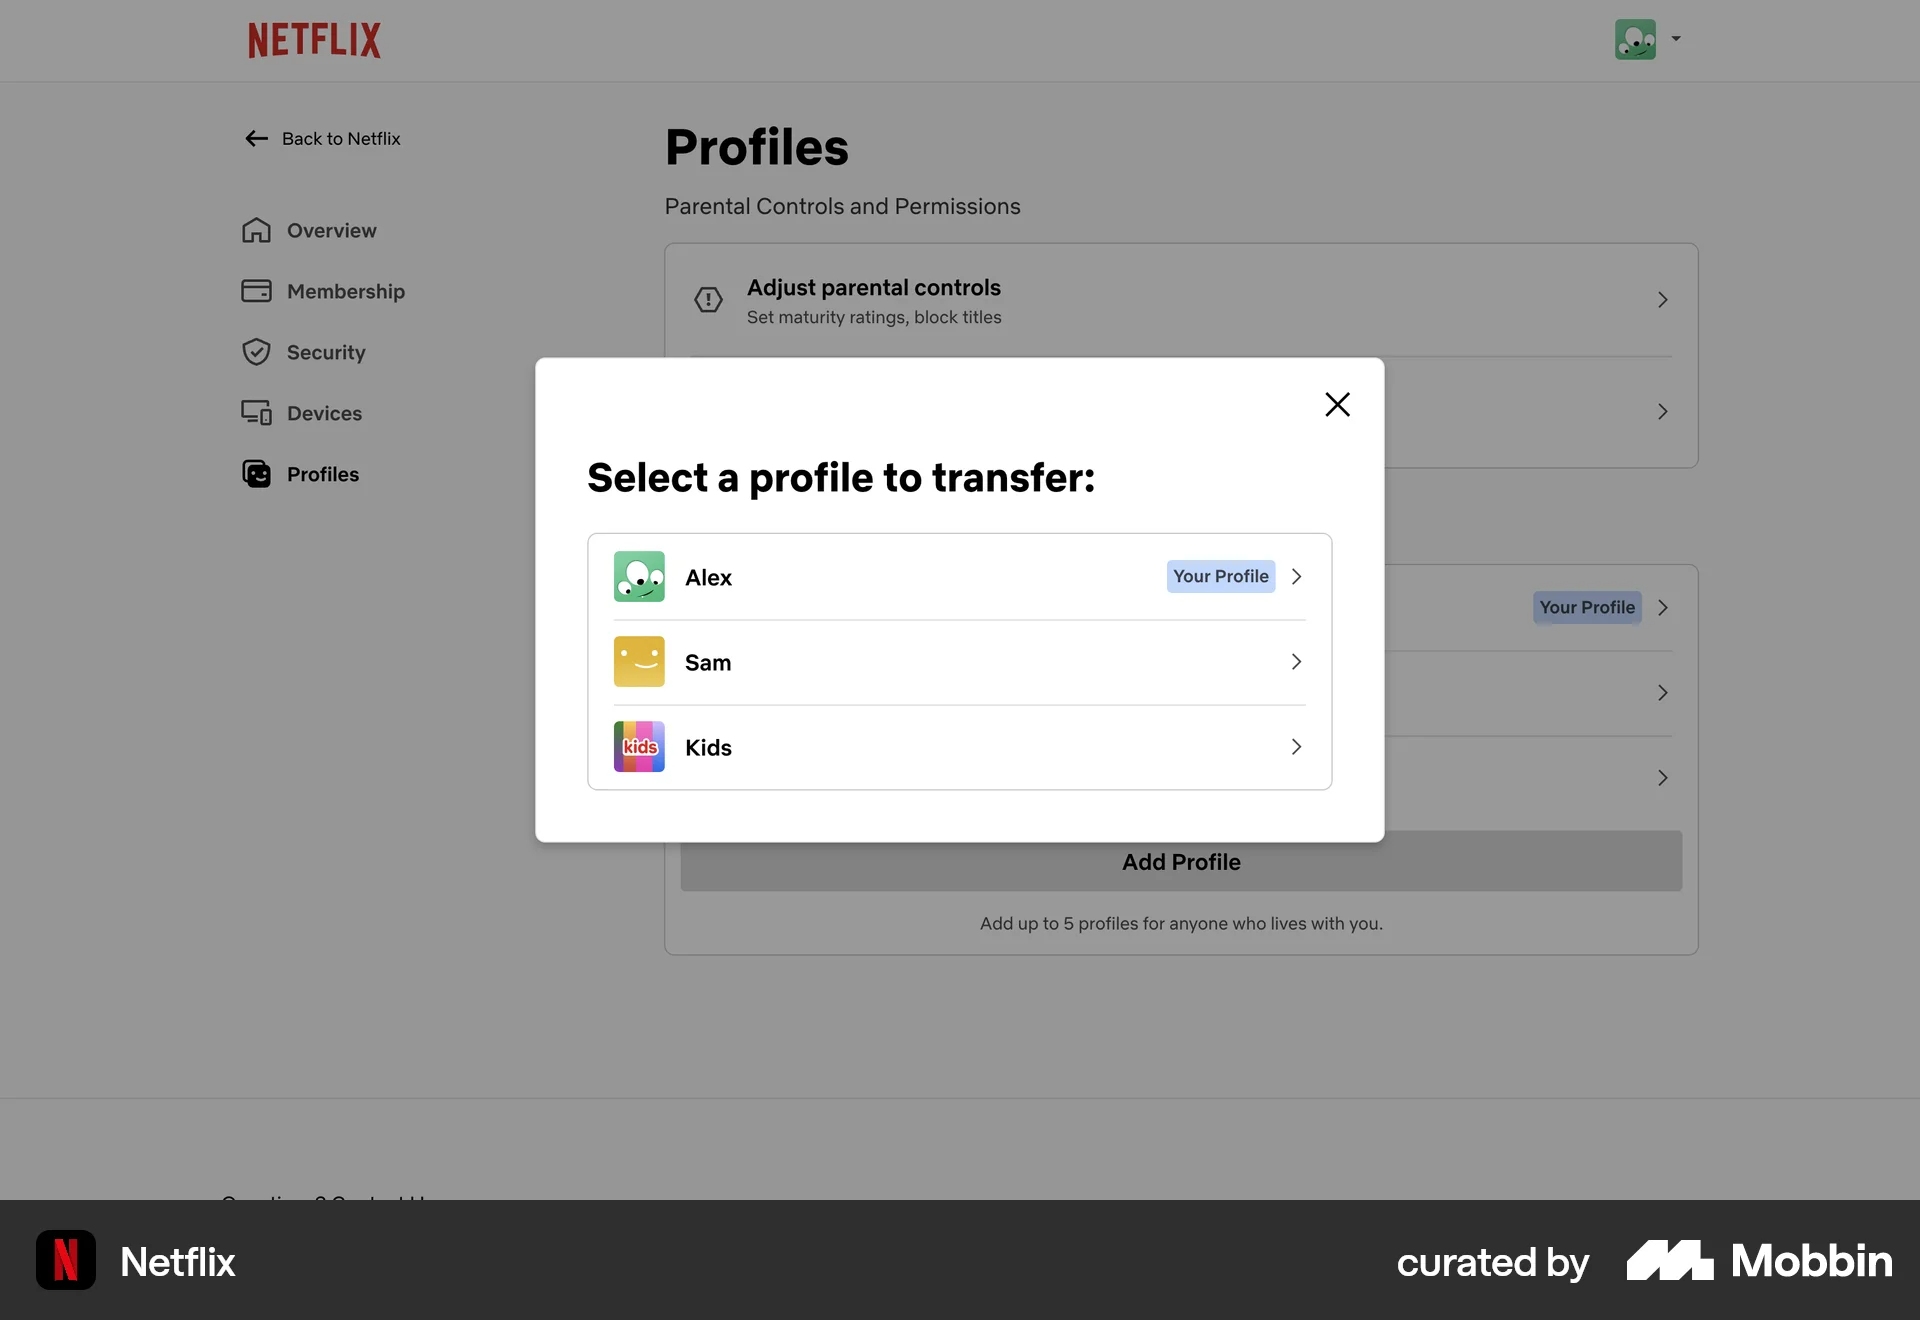 NETFLIX
Back to Netflix
Overview
Membership
Security
Devices
Profiles
Profiles
Parental Controls and Permissions
Adjust parental controls
Set maturity ratings, block titles
Select a profile to transfer:
Alex
Your Profile
Sam
kids
Kids
Your Profile
Add Profile
Add up to 5 profiles for anyone who lives with you.
Netflix
curated by
Mobbin